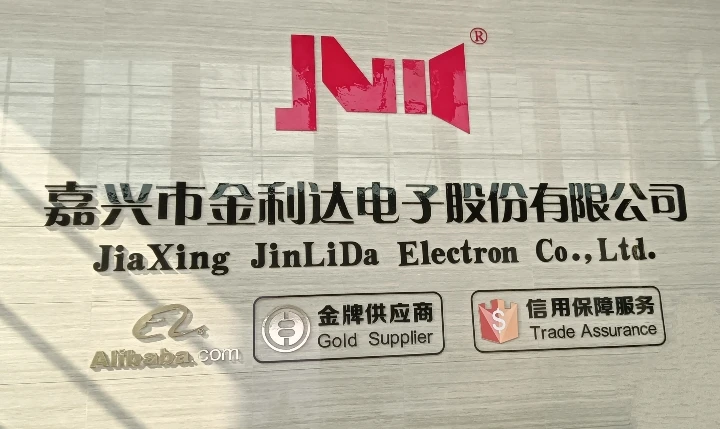 JNID®
嘉兴市金利达电子股份有限公司
JiaXing JinLiDa Electron Co.,Ltd.
Alibaba.com
金牌供应商
Gold Supplier
信用保障服务
Trade Assurance